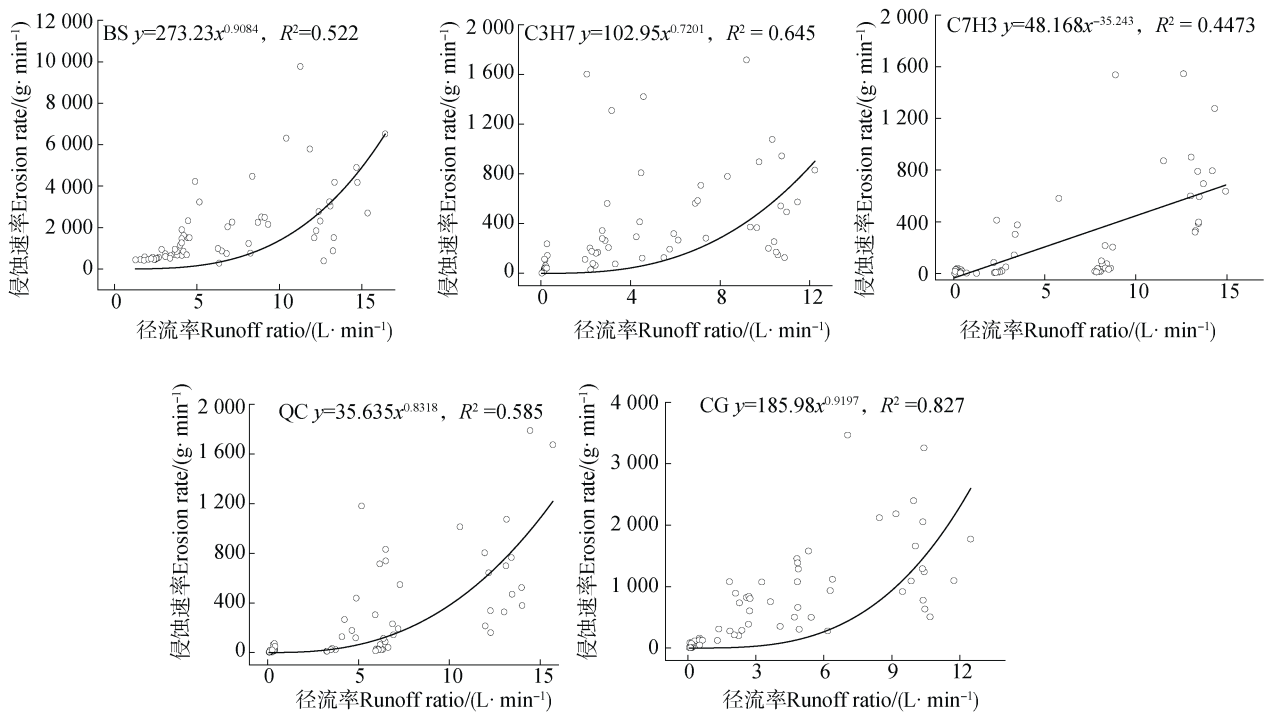 BS y=273.23x^0.9084, R²=0.522
侵蚀速率Erosion rate/(g· min⁻¹)
12 000
10 000
8 000
6 000
4 000
2 000
0
0 5 10 15
径流率Runoff ratio/(L· min⁻¹)
C3H7 y=102.95x^0.7201, R² = 0.645
侵蚀速率Erosion rate/(g· min⁻¹)
2 000
1 600
1 200
800
400
0
0 4 8 12
径流率Runoff ratio/(L· min⁻¹)
C7H3 y=48.168x^−35.243, R² = 0.4473
侵蚀速率Erosion rate/(g· min⁻¹)
2 000
1 600
1 200
800
400
0
0 5 10 15
径流率Runoff ratio/(L· min⁻¹)
QC y=35.635x^0.8318, R² =0.585
侵蚀速率Erosion rate/(g· min⁻¹)
2 000
1 600
1 200
800
400
0
0 5 10 15
径流率Runoff ratio/(L· min⁻¹)
CG y=185.98x^0.9197, R² =0.827
侵蚀速率Erosion rate/(g· min⁻¹)
4 000
3 000
2 000
1 000
0
0 3 6 9 12
径流率Runoff ratio/(L· min⁻¹)